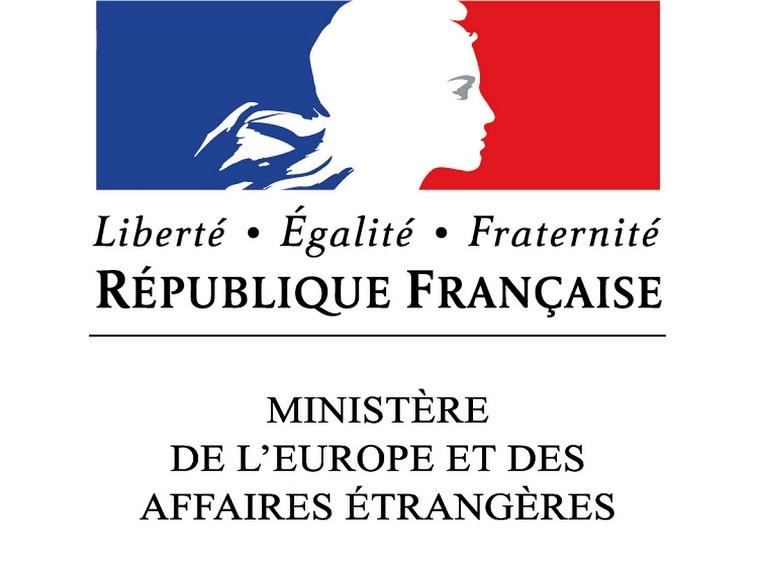 Liberté • Égalité • Fraternité
RÉPUBLIQUE FRANÇAISE
MINISTÈRE
DE L’EUROPE ET DES
AFFAIRES ÉTRANGÈRES